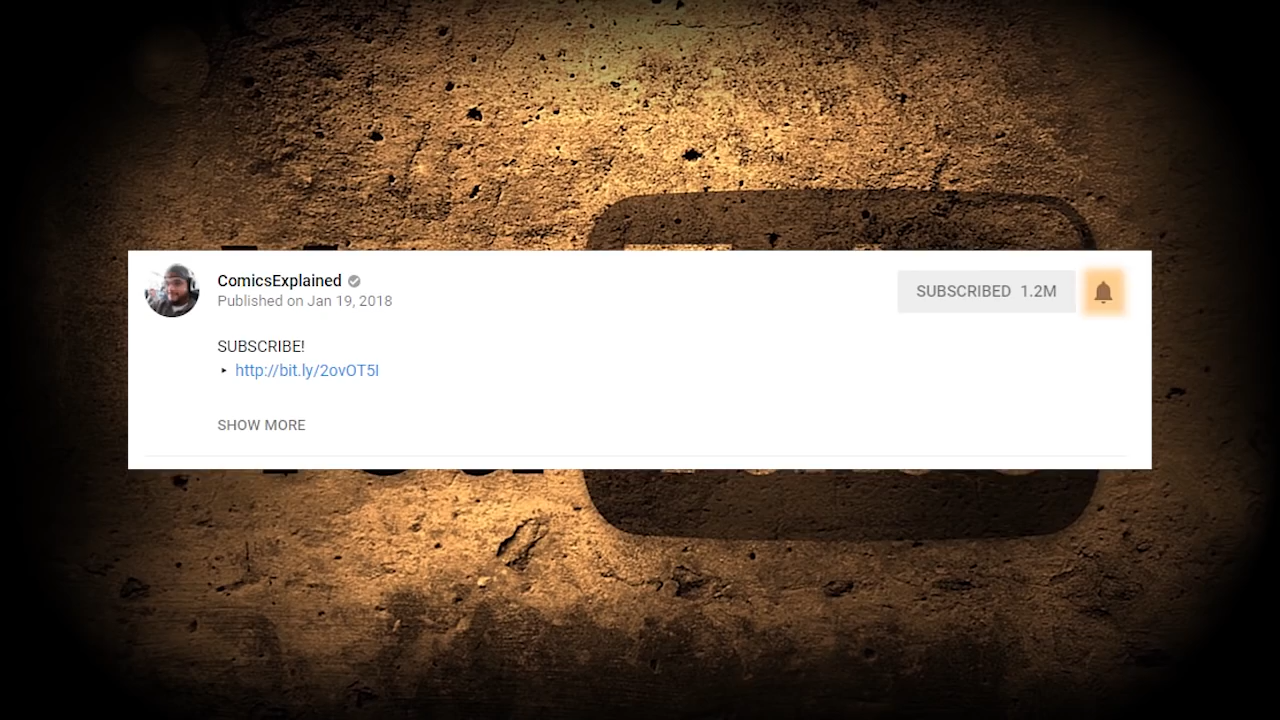 ComicsExplained
Published on Jan 19, 2018
SUBSCRIBED 1.2M
SUBSCRIBE!
‣ http://bit.ly/2ovOT5I
SHOW MORE